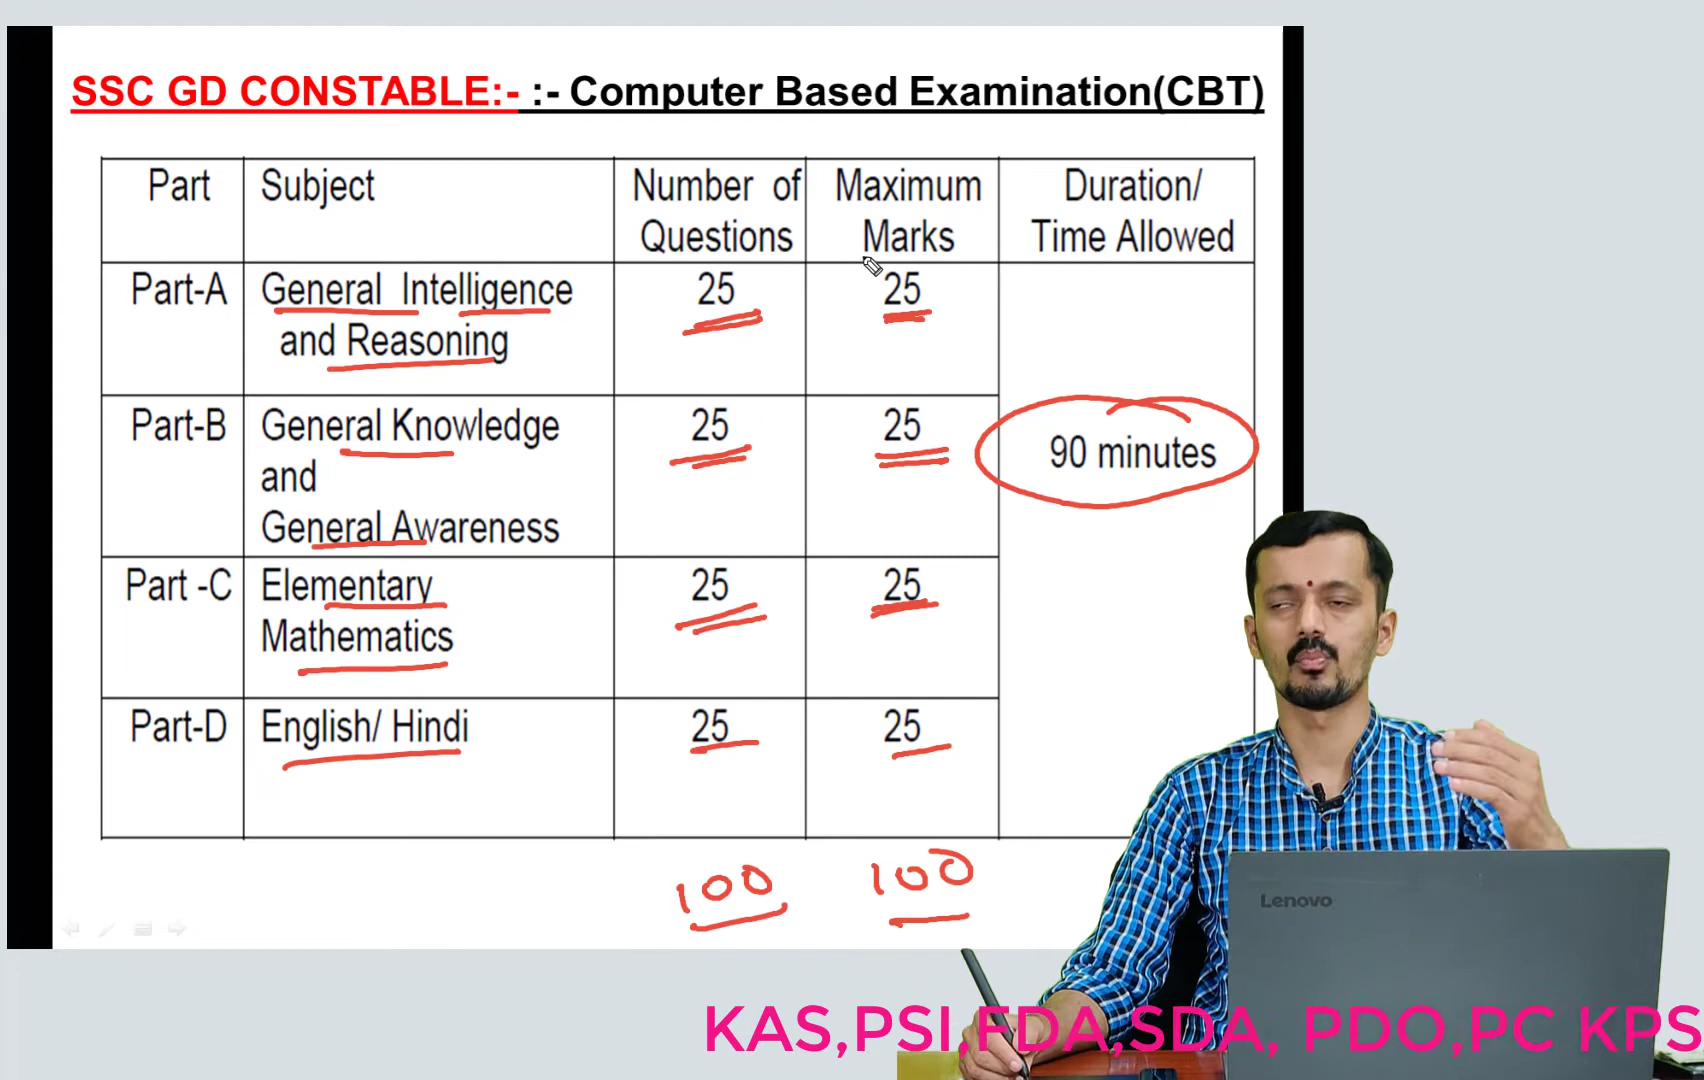 SSC GD CONSTABLE:- :- Computer Based Examination(CBT)
Part Subject Number of Questions Maximum Marks Duration/ Time Allowed
Part-A General Intelligence and Reasoning 25 25
Part-B General Knowledge and General Awareness 25 25 90 minutes
Part -C Elementary Mathematics 25 25
Part-D English/ Hindi 25 25
100 100
Lenovo
KAS,PSI,FDA,SDA, PDO,PC KPS